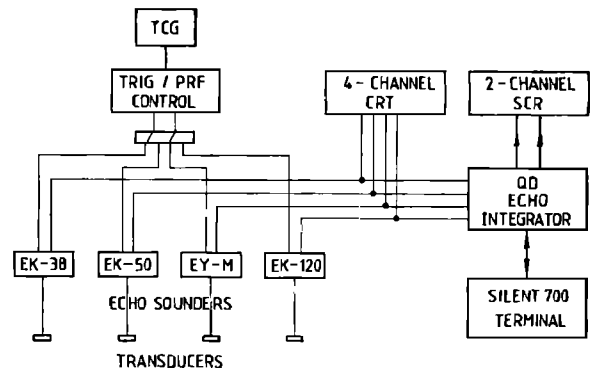 TCG
TRIG / PRF
CONTROL
4 - CHANNEL
CRT
2 - CHANNEL
SCR
QD
ECHO
INTEGRATOR
EK-38
EK-50
EY-M
EK-120
ECHO SOUNDERS
SILENT 700
TERMINAL
TRANSDUCERS